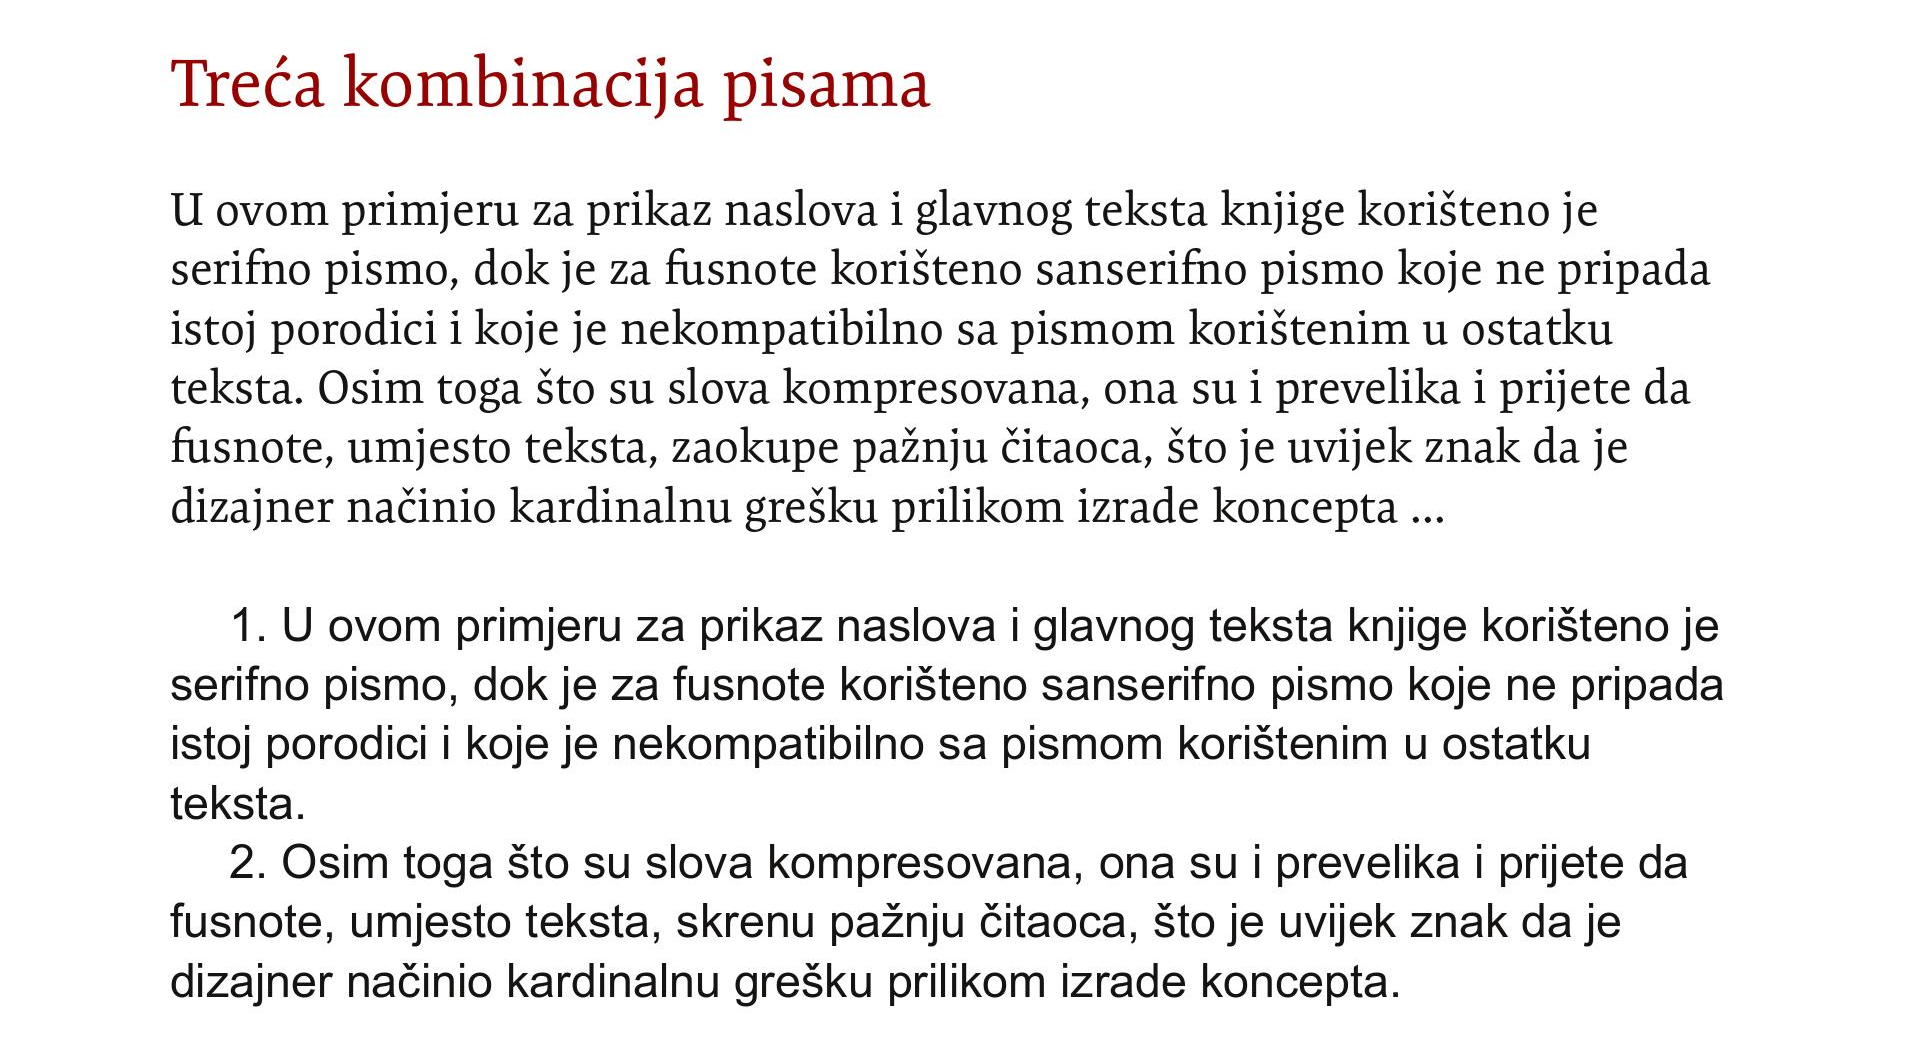 Treća kombinacija pisama
U ovom primjeru za prikaz naslova i glavnog teksta knjige korišteno je
serifno pismo, dok je za fusnote korišteno sanserifno pismo koje ne pripada
istoj porodici i koje je nekompatibilno sa pismom korištenim u ostatku
teksta. Osim toga što su slova kompresovana, ona su i prevelika i prijete da
fusnote, umjesto teksta, zaokupe pažnju čitaoca, što je uvijek znak da je
dizajner načinio kardinalnu grešku prilikom izrade koncepta ...
1. U ovom primjeru za prikaz naslova i glavnog teksta knjige korišteno je
serifno pismo, dok je za fusnote korišteno sanserifno pismo koje ne pripada
istoj porodici i koje je nekompatibilno sa pismom korištenim u ostatku
teksta.
2. Osim toga što su slova kompresovana, ona su i prevelika i prijete da
fusnote, umjesto teksta, skrenu pažnju čitaoca, što je uvijek znak da je
dizajner načinio kardinalnu grešku prilikom izrade koncepta.